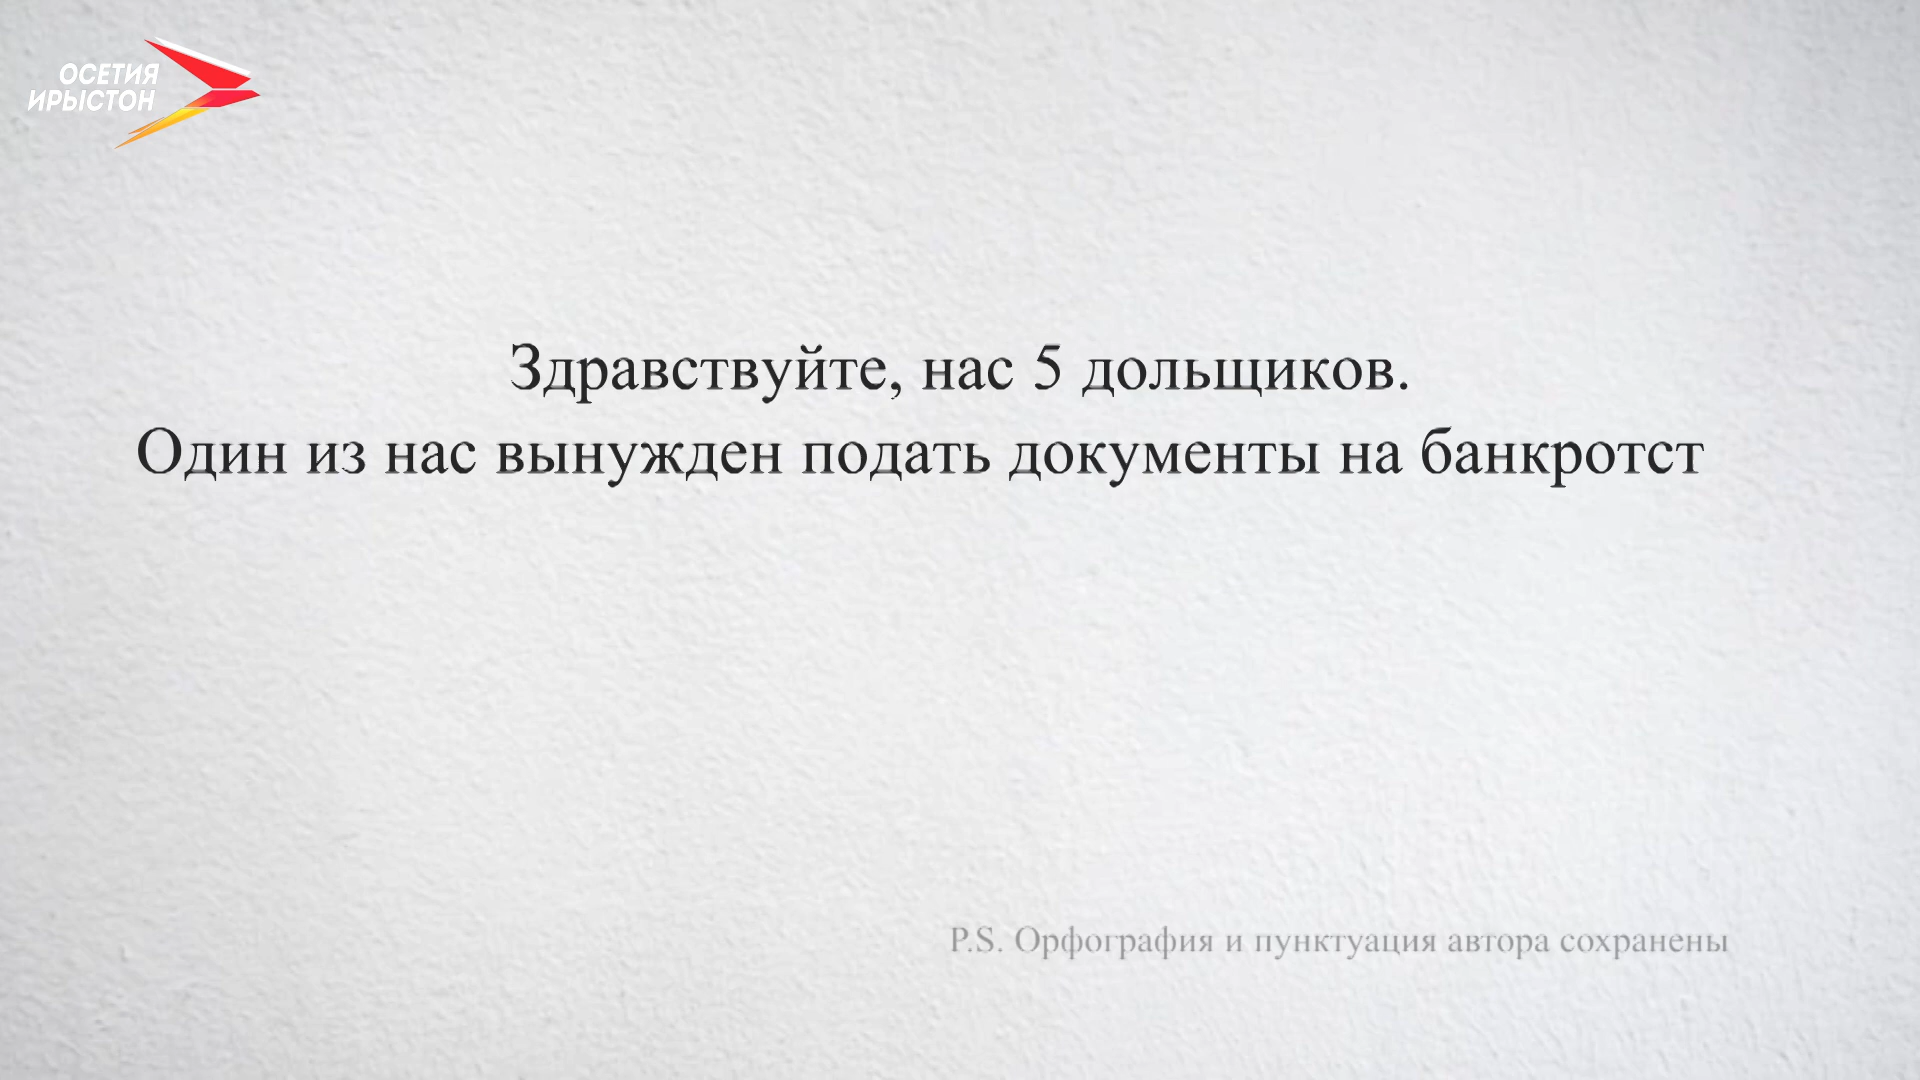 ОСЕТИЯ
ИРЫСТОН
Здравствуйте, нас 5 дольщиков.
Один из нас вынужден подать документы на банкротст
P.S. Орфография и пунктуация автора сохранены